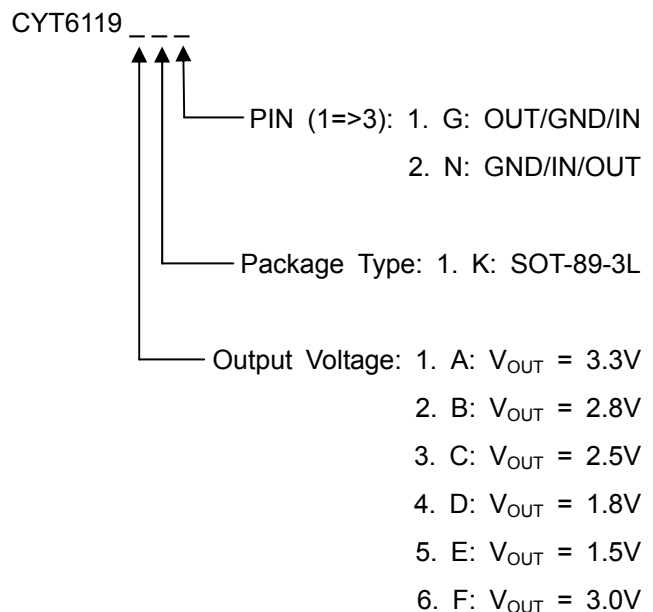 CYT6119 _ _ _
PIN (1=>3): 1. G: OUT/GND/IN
2. N: GND/IN/OUT
Package Type: 1. K: SOT-89-3L
Output Voltage: 1. A: VOUT = 3.3V
2. B: VOUT = 2.8V
3. C: VOUT = 2.5V
4. D: VOUT = 1.8V
5. E: VOUT = 1.5V
6. F: VOUT = 3.0V